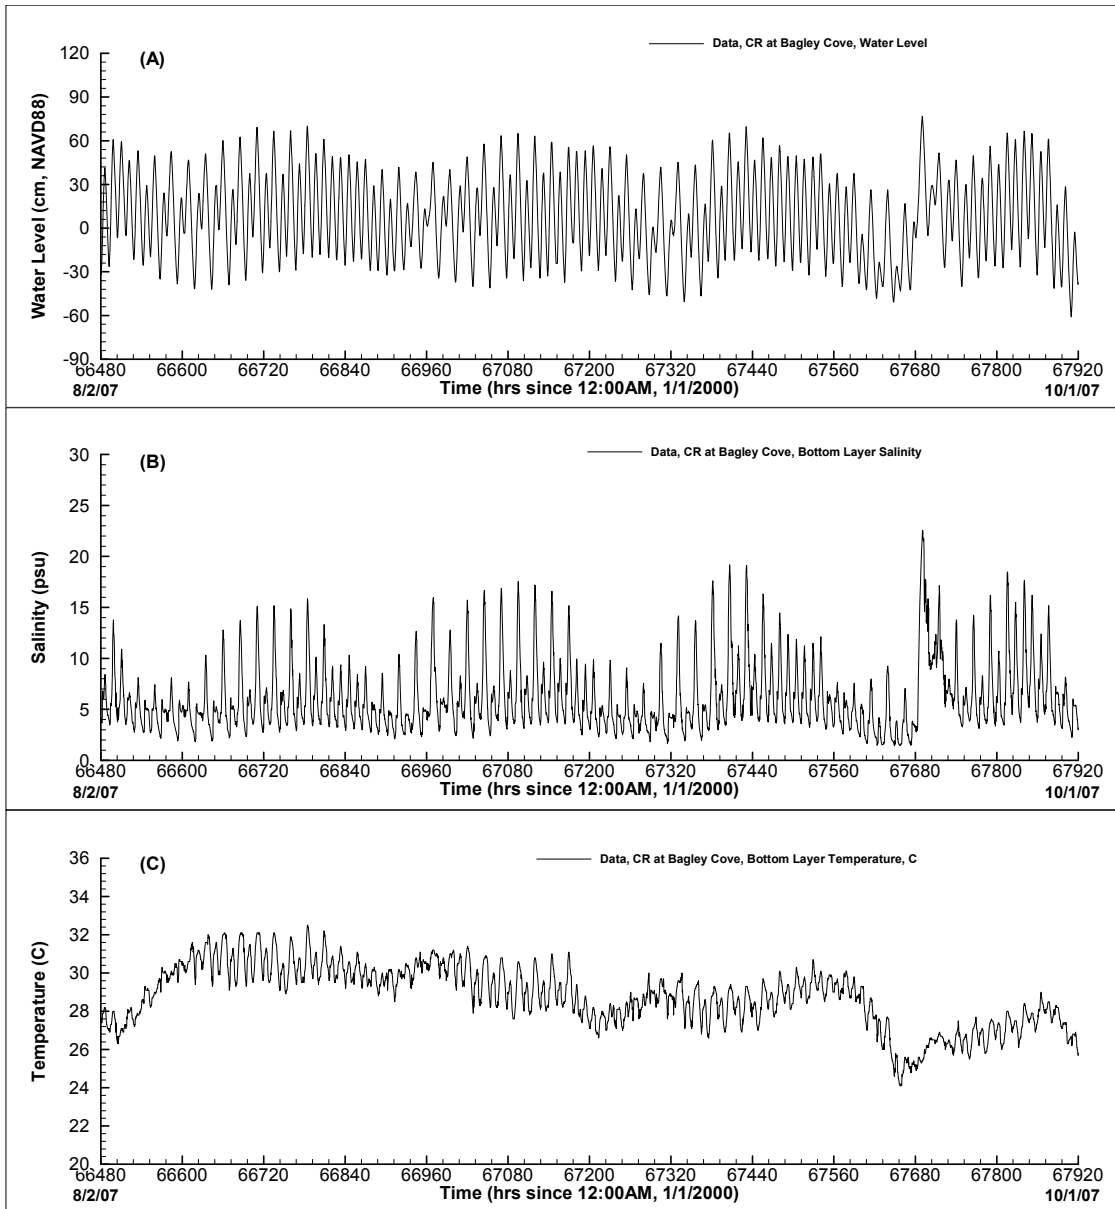 (A)
Data, CR at Bagley Cove, Water Level
Water Level (cm, NAVD88)
120
90
60
30
0
-30
-60
-90
66480 66600 66720 66840 66960 67080 67200 67320 67440 67560 67680 67800 67920
8/2/07 Time (hrs since 12:00AM, 1/1/2000) 10/1/07
(B)
Data, CR at Bagley Cove, Bottom Layer Salinity
Salinity (psu)
30
25
20
15
10
5
0
66480 66600 66720 66840 66960 67080 67200 67320 67440 67560 67680 67800 67920
8/2/07 Time (hrs since 12:00AM, 1/1/2000) 10/1/07
(C)
Data, CR at Bagley Cove, Bottom Layer Temperature, C
Temperature (C)
36
34
32
30
28
26
24
22
20
66480 66600 66720 66840 66960 67080 67200 67320 67440 67560 67680 67800 67920
8/2/07 Time (hrs since 12:00AM, 1/1/2000) 10/1/07